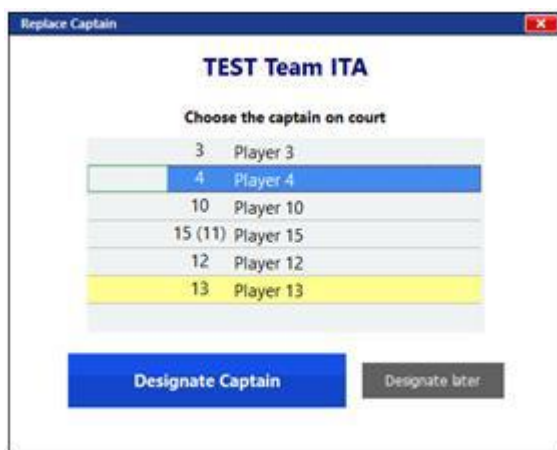 Replace Captain
TEST Team ITA
Choose the captain on court
3 Player 3
4 Player 4
10 Player 10
15 (11) Player 15
12 Player 12
13 Player 13
Designate Captain Designate later